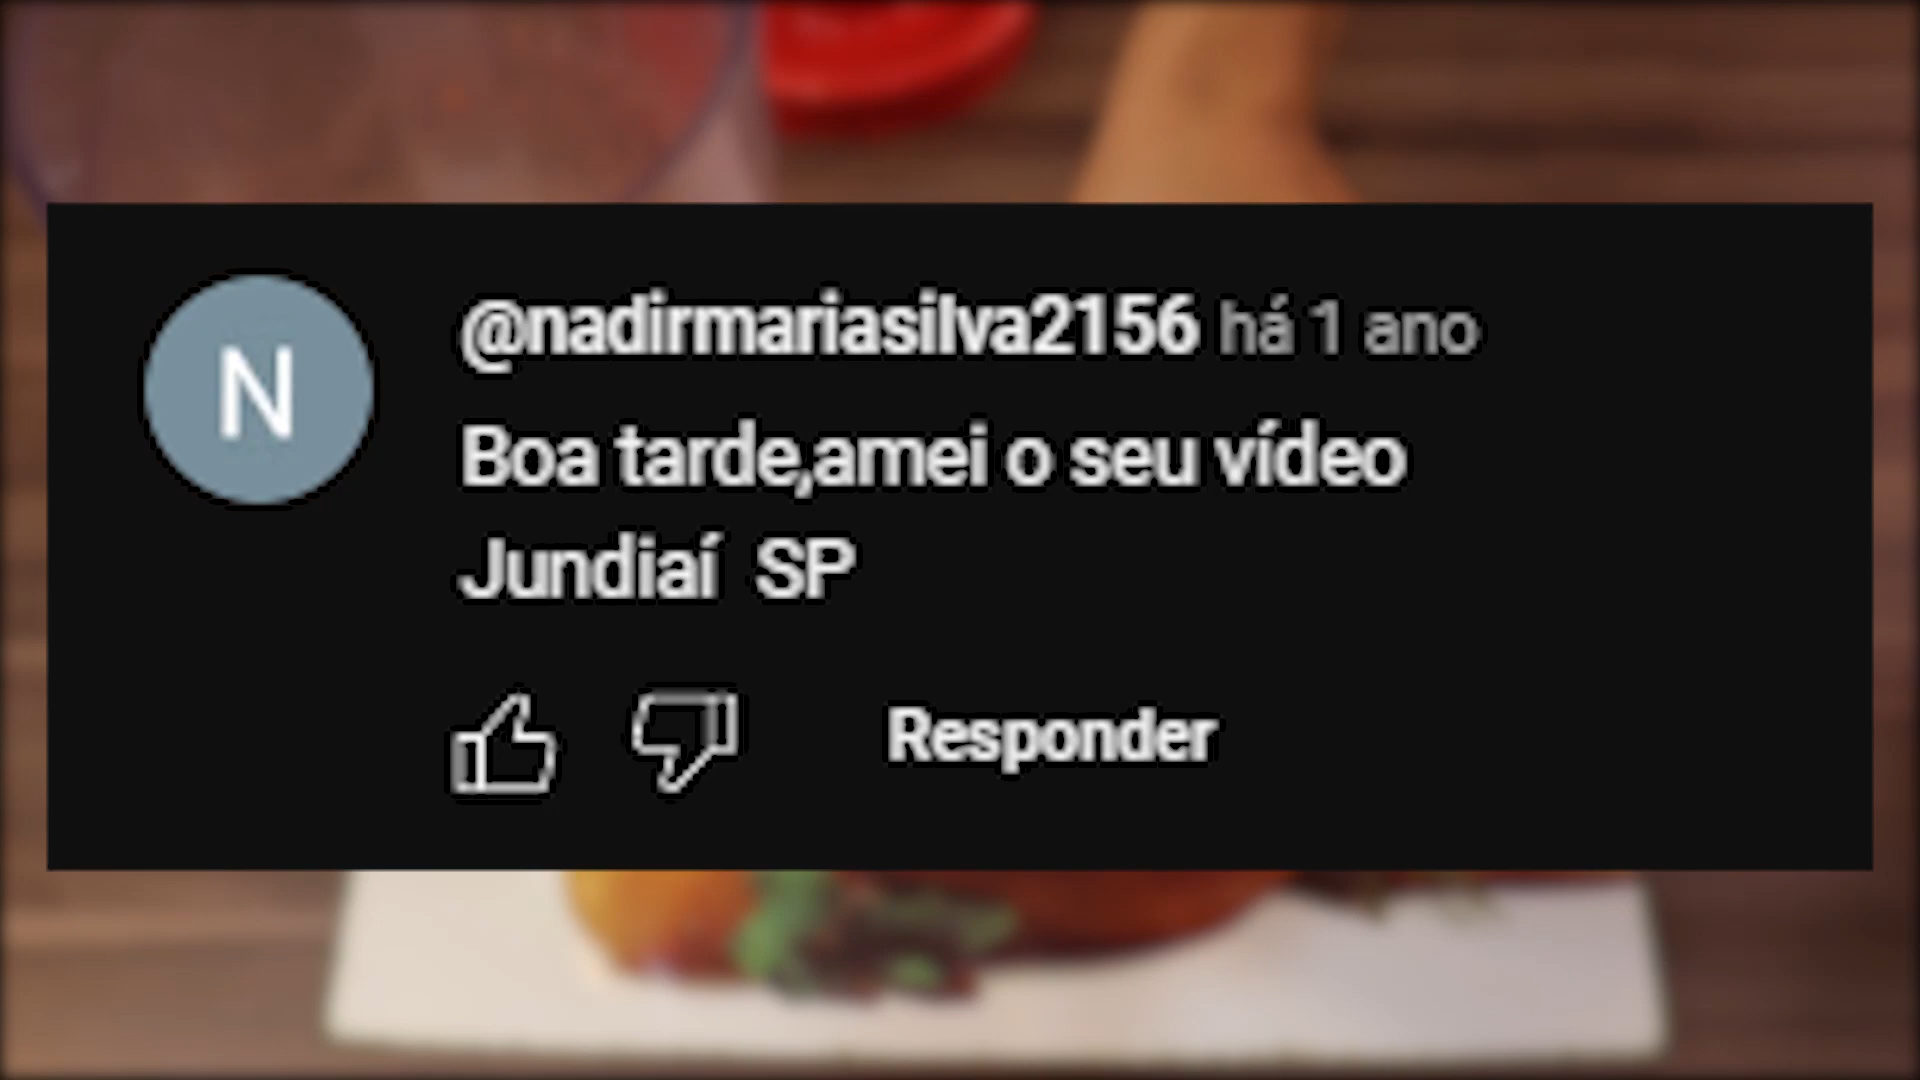 N
@nadirmariasilva2156 há 1 ano
Boa tarde,amei o seu vídeo
Jundiaí  SP
Responder